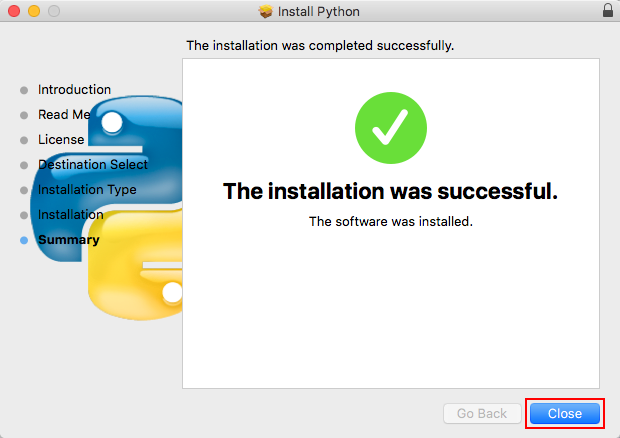 Install Python
The installation was completed successfully.
Introduction
Read Me
License
Destination Select
Installation Type
Installation
Summary
The installation was successful.
The software was installed.
Go Back
Close